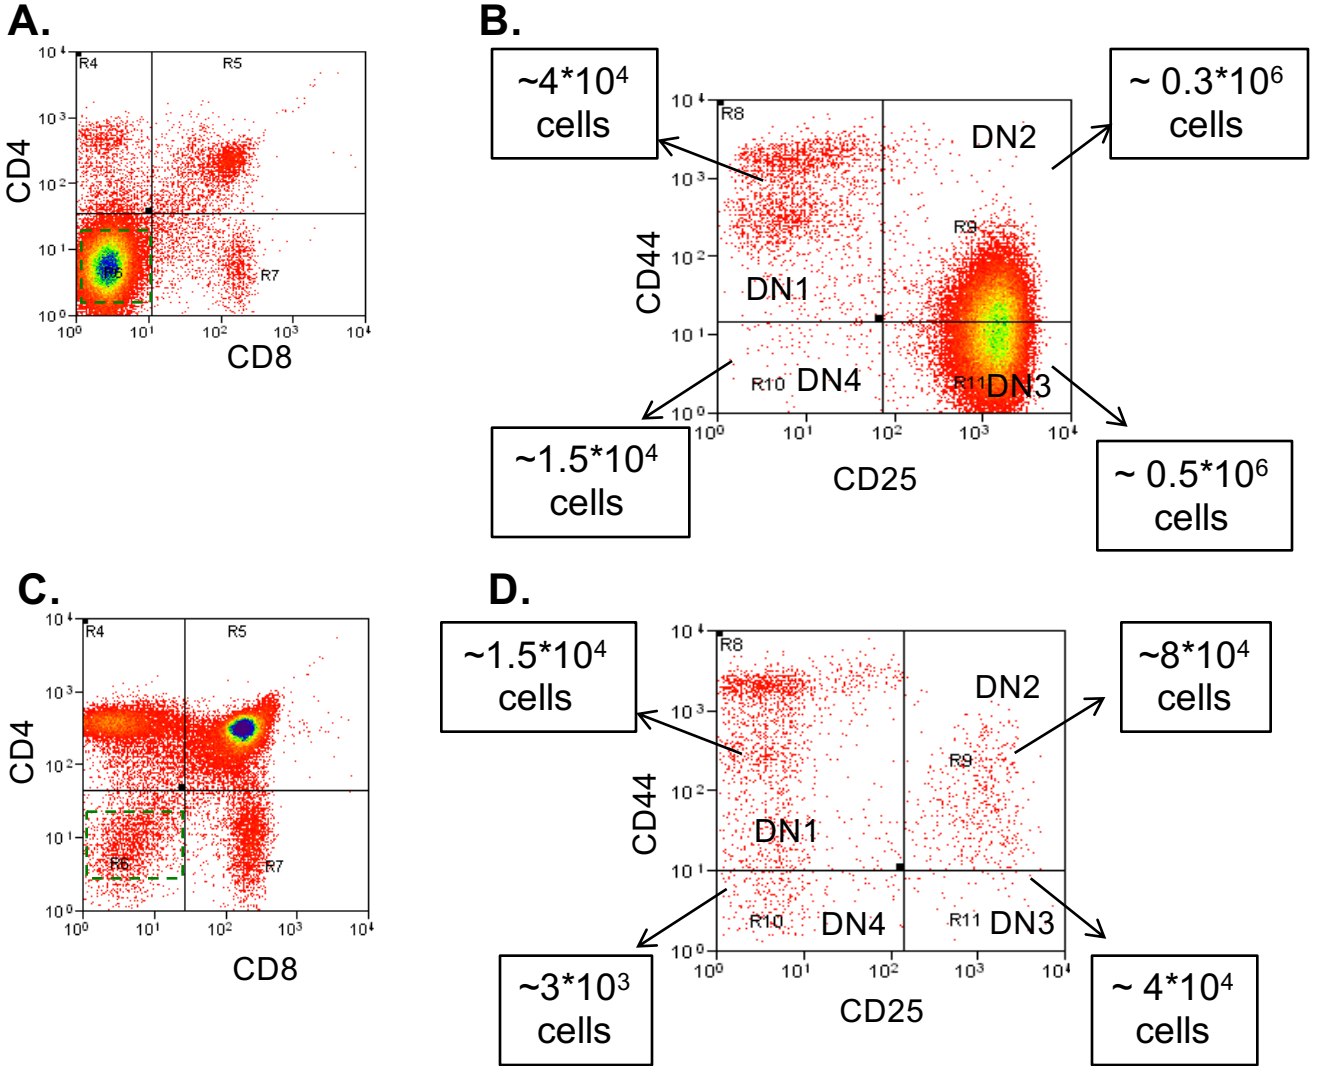 A.
CD4
10⁴
10³
10²
10¹
10⁰
R4
R5
R6
R7
10⁰ 10¹ 10² 10³ 10⁴
CD8
B.
~4*10⁴
cells
~ 0.3*10⁶
cells
CD44
10⁴
10³
10²
10¹
10⁰
R8
DN2
R9
DN1
R10 DN4
R11 DN3
10⁰ 10¹ 10² 10³ 10⁴
CD25
~1.5*10⁴
cells
~ 0.5*10⁶
cells
C.
CD4
10⁴
10³
10²
10¹
10⁰
R4
R5
R6
R7
10⁰ 10¹ 10² 10³ 10⁴
CD8
D.
~1.5*10⁴
cells
~8*10⁴
cells
CD44
10⁴
10³
10²
10¹
10⁰
R8
DN2
R9
DN1
R10 DN4
R11 DN3
10⁰ 10¹ 10² 10³ 10⁴
CD25
~3*10³
cells
~ 4*10⁴
cells